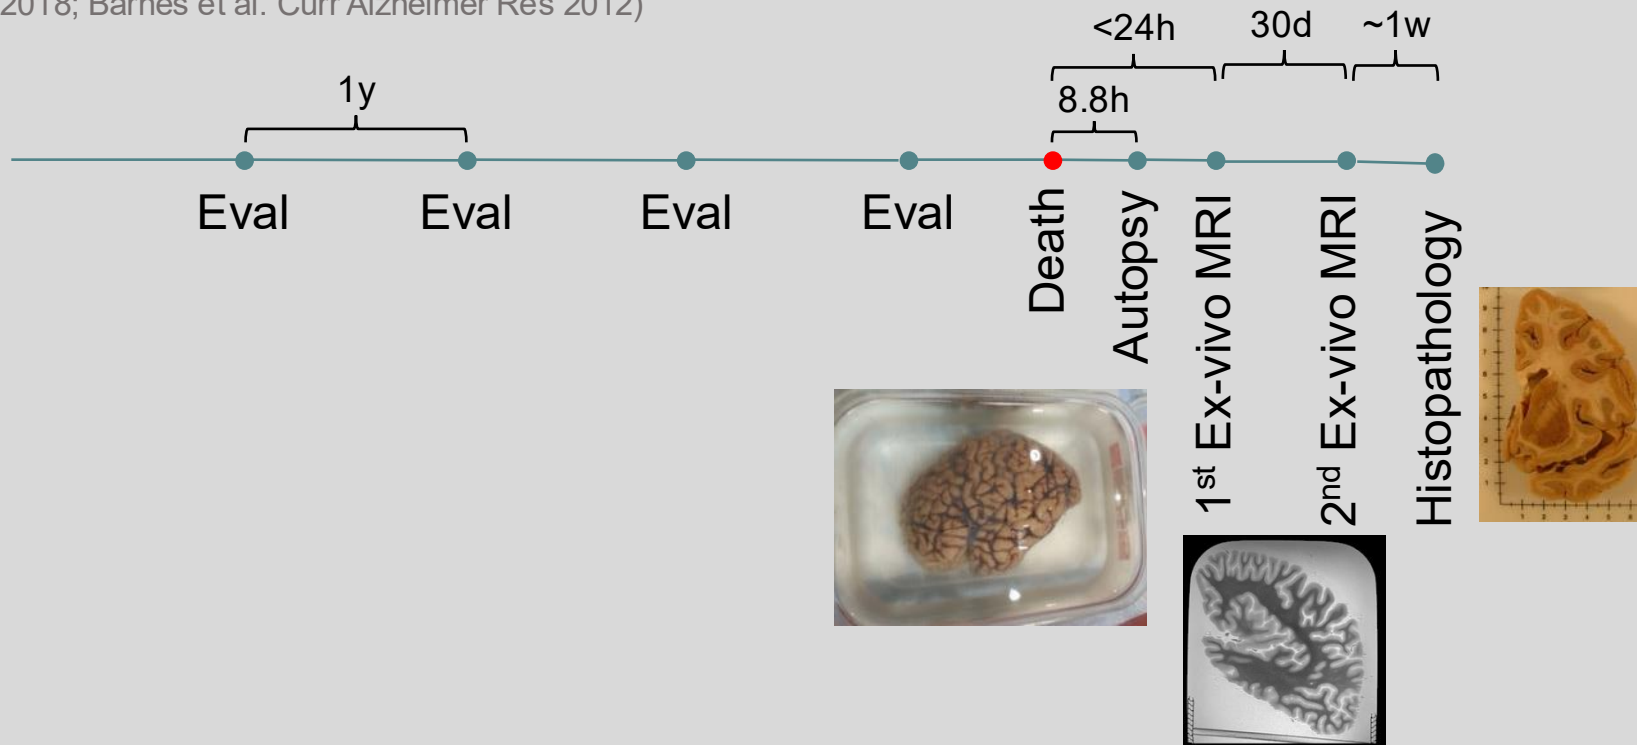 2018; Barnes et al. Curr Alzheimer Res 2012)
<24h
30d
~1w
1y
8.8h
Eval
Eval
Eval
Eval
Death
Autopsy
1st Ex-vivo MRI
2nd Ex-vivo MRI
Histopathology